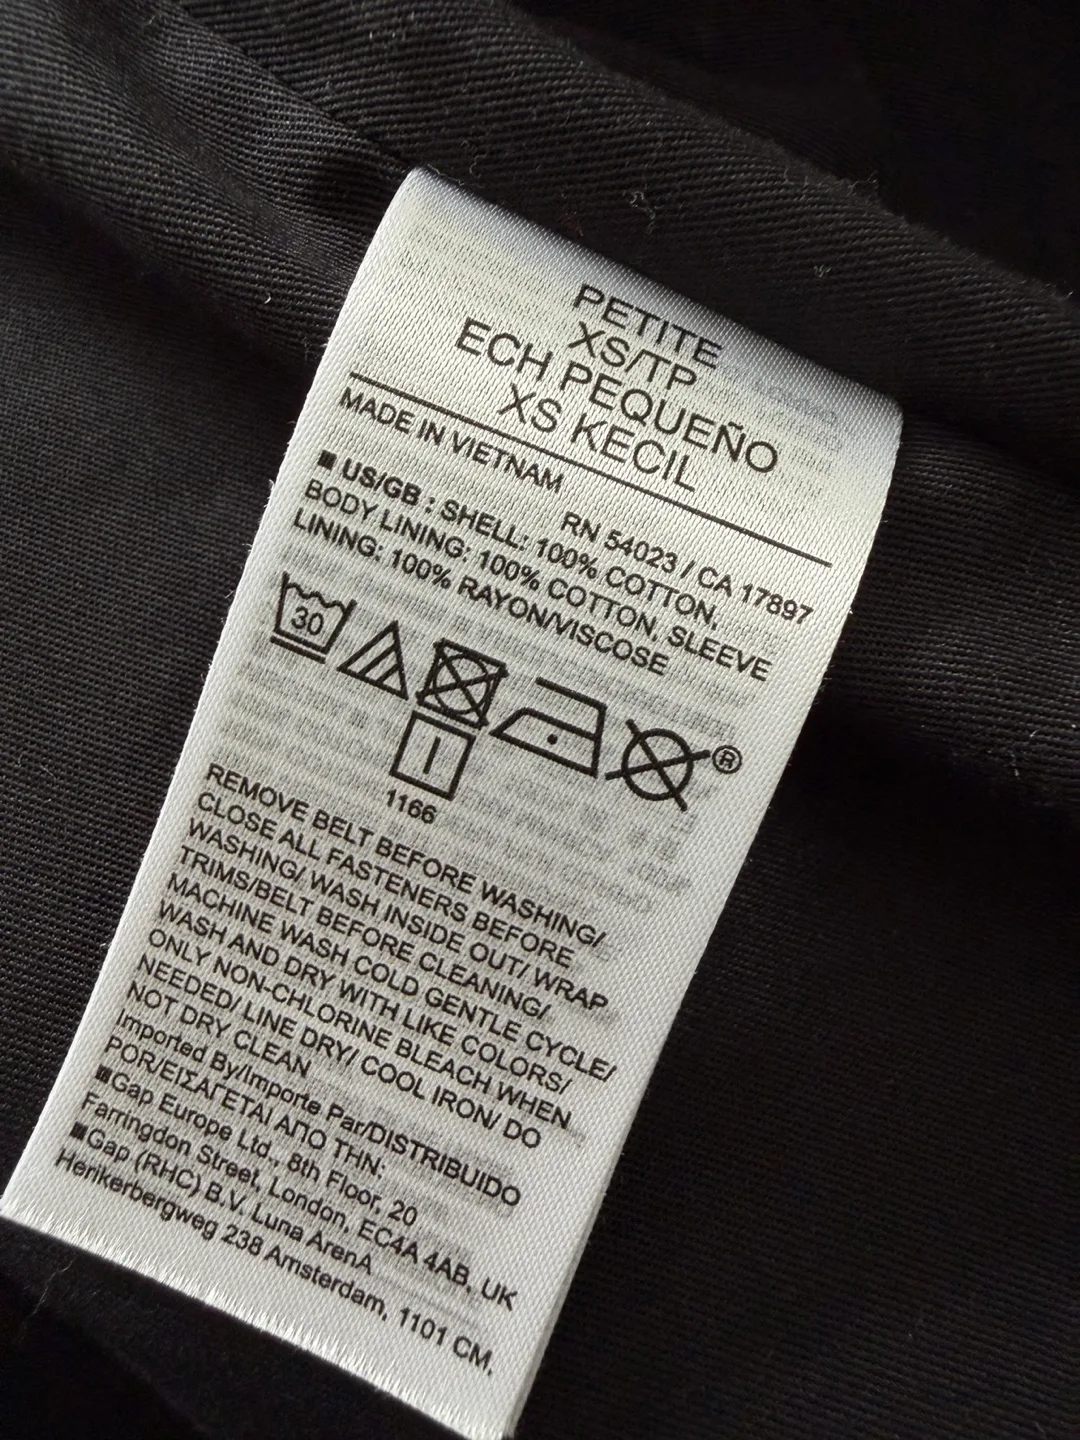 PETITE
XS/TP
ECH PEQUEÑO
XS KECIL
MADE IN VIETNAM
RN 54023 / CA 17897
■ US/GB : SHELL: 100% COTTON,
BODY LINING: 100% COTTON, SLEEVE
LINING: 100% RAYON/VISCOSE
30
®
1166
REMOVE BELT BEFORE WASHING/
CLOSE ALL FASTENERS BEFORE
WASHING/ WASH INSIDE OUT/ WRAP
TRIMS/BELT BEFORE CLEANING/
MACHINE WASH COLD GENTLE CYCLE/
WASH AND DRY WITH LIKE COLORS/
ONLY NON-CHLORINE BLEACH WHEN
NEEDED/ LINE DRY/ COOL IRON/ DO
NOT DRY CLEAN
Imported By/Importe Par/DISTRIBUIDO
POR/ΕΙΣΑΓΕΤΑΙ ΑΠΟ ΤΗΝ:
■Gap Europe Ltd., 8th Floor, 20
Farringdon Street, London, EC4A 4AB, UK
■Gap (RHC) B.V. Luna ArenA
Herikerbergweg 238 Amsterdam, 1101 CM,